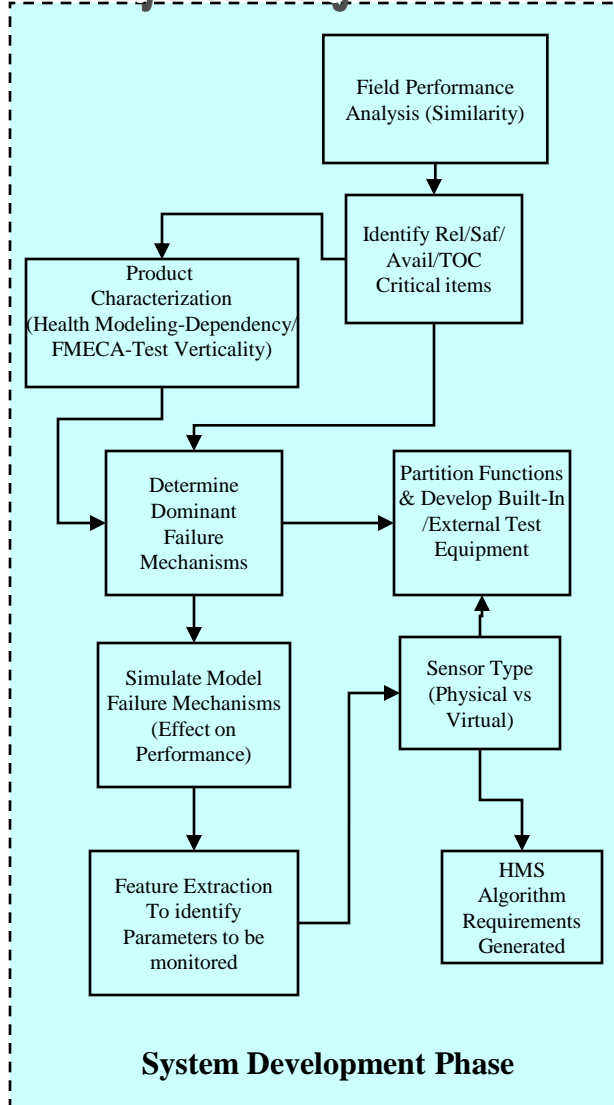 Field Performance
Analysis (Similarity)
Identify Rel/Saf/
Avail/TOC
Critical items
Product
Characterization
(Health Modeling-Dependency/
FMECA-Test Verticality)
Determine
Dominant
Failure
Mechanisms
Partition Functions
& Develop Built-In
/External Test
Equipment
Simulate Model
Failure Mechanisms
(Effect on
Performance)
Sensor Type
(Physical vs
Virtual)
Feature Extraction
To identify
Parameters to be
monitored
HMS
Algorithm
Requirements
Generated
System Development Phase